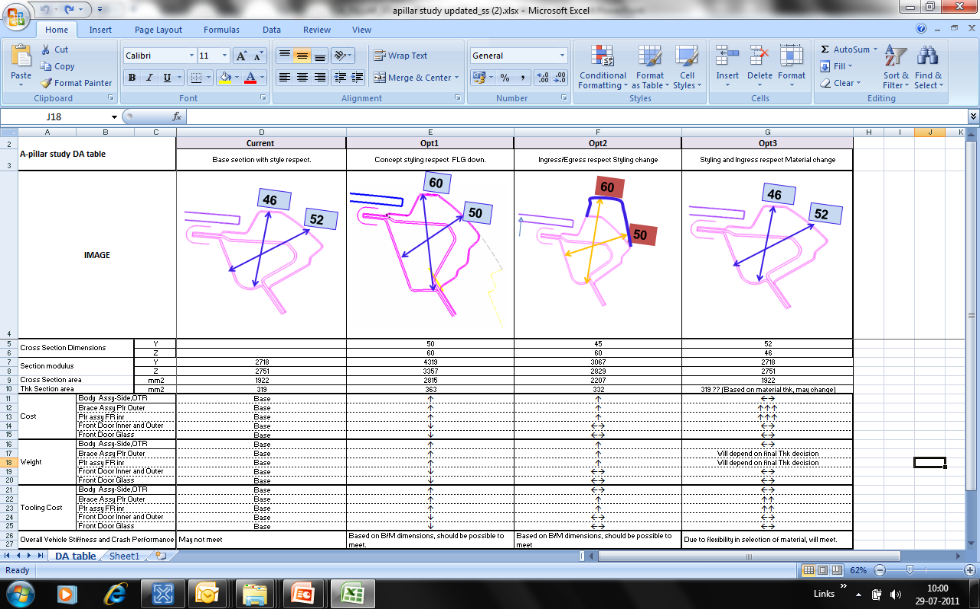 apillar study updated_ss (2).xlsx - Microsoft Excel
Home Insert Page Layout Formulas Data Review View
Paste
Cut
Copy
Format Painter
Clipboard
Calibri 11
B I U
Font
Wrap Text
Merge & Center
Alignment
General
$ % , .00
Number
Conditional Formatting
Format as Table
Cell Styles
Styles
Insert Delete Format
Cells
Σ AutoSum
Fill
Clear
Sort & Filter
Find & Select
Editing
J18 fx
A B C D E F G H I J K
2 Current Opt1 Opt2 Opt3
A-pillar study DA table
3 Base section with style respect. Concept styling respect FLG down. Ingress/Egress respect Styling change Styling and Ingress respect Material change
IMAGE
46 52
60 50
60 50
46 52
4
5 Cross Section Dimensions Y 50 45 52
6 Z 60 60 46
7 Section modulus Y 2718 4319 3067 2718
8 Z 2751 3357 2829 2751
9 Cross Section area mm2 1922 2815 2207 1922
10 Thk Section area mm2 319 363 332 319 ?? (Based on material thk, may change)
11 Body Assy-Side,OTR Base ↑ ↑ ↔
12 Brace Assy Plr Outer Base ↑ ↑ ↑↑↑
13 Cost Plr assy FR inr Base ↑ ↑ ↑↑↑
14 Front Door Inner and Outer Base ↓ ↔ ↔
15 Front Door Glass Base ↓ ↔ ↔
16 Body Assy-Side,OTR Base ↑ ↑ ↔
17 Brace Assy Plr Outer Base ↑ ↑ Will depend on final Thk decision
18 Weight Plr assy FR inr Base ↑ ↑ Will depend on final Thk decision
19 Front Door Inner and Outer Base ↓ ↔ ↔
20 Front Door Glass Base ↓ ↔ ↔
21 Body Assy-Side,OTR Base ↑ ↔ ↔
22 Brace Assy Plr Outer Base ↑ ↑ ↑↑
23 Tooling Cost Plr assy FR inr Base ↑ ↑ ↑↑
24 Front Door Inner and Outer Base ↓ ↔ ↔
25 Front Door Glass Base ↓ ↔ ↔
26 Overall Vehicle Stiffness and Crash Performance May not meet Based on B/M dimensions, should be possible to meet. Based on B/M dimensions, should be possible to meet Due to flexibility in selection of material, will meet.
27
DA table Sheet1
Ready 62%
Links 10:00
29-07-2011